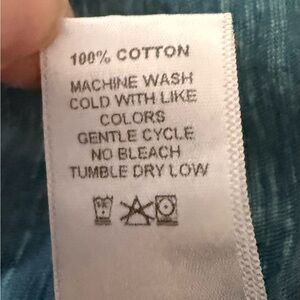 100% COTTON
MACHINE WASH
COLD WITH LIKE
COLORS
GENTLE CYCLE
NO BLEACH
TUMBLE DRY LOW